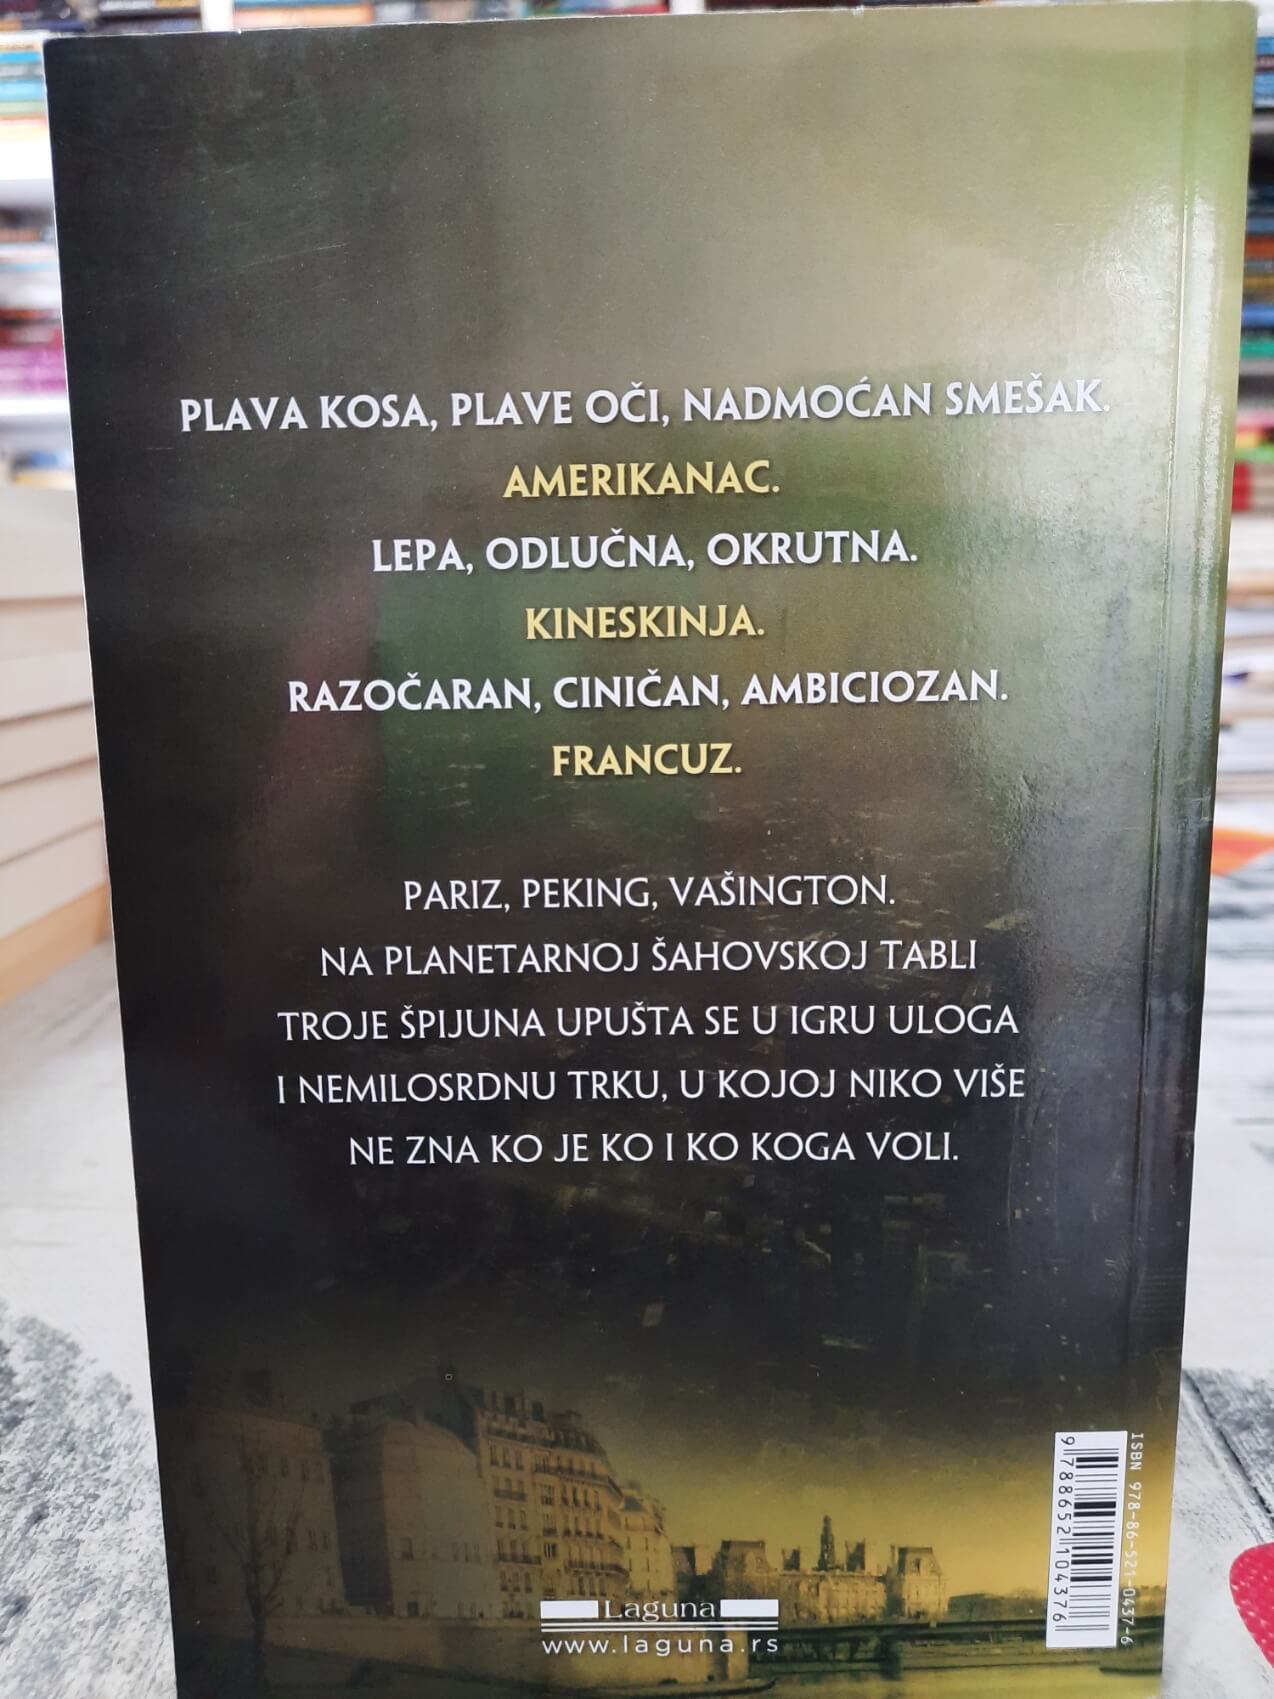 PLAVA KOSA, PLAVE OČI, NADMOĆAN SMEŠAK.
AMERIKANAC.
LEPA, ODLUČNA, OKRUTNA.
KINESKINJA.
RAZOČARAN, CINIČAN, AMBICIOZAN.
FRANCUZ.
PARIZ, PEKING, VAŠINGTON.
NA PLANETARNOJ ŠAHOVSKOJ TABLI
TROJE ŠPIJUNA UPUŠTA SE U IGRU ULOGA
I NEMILOSRDNU TRKU, U KOJOJ NIKO VIŠE
NE ZNA KO JE KO I KO KOGA VOLI.
ISBN 978-86-521-0437-6
9788652104376
Laguna
www.laguna.rs